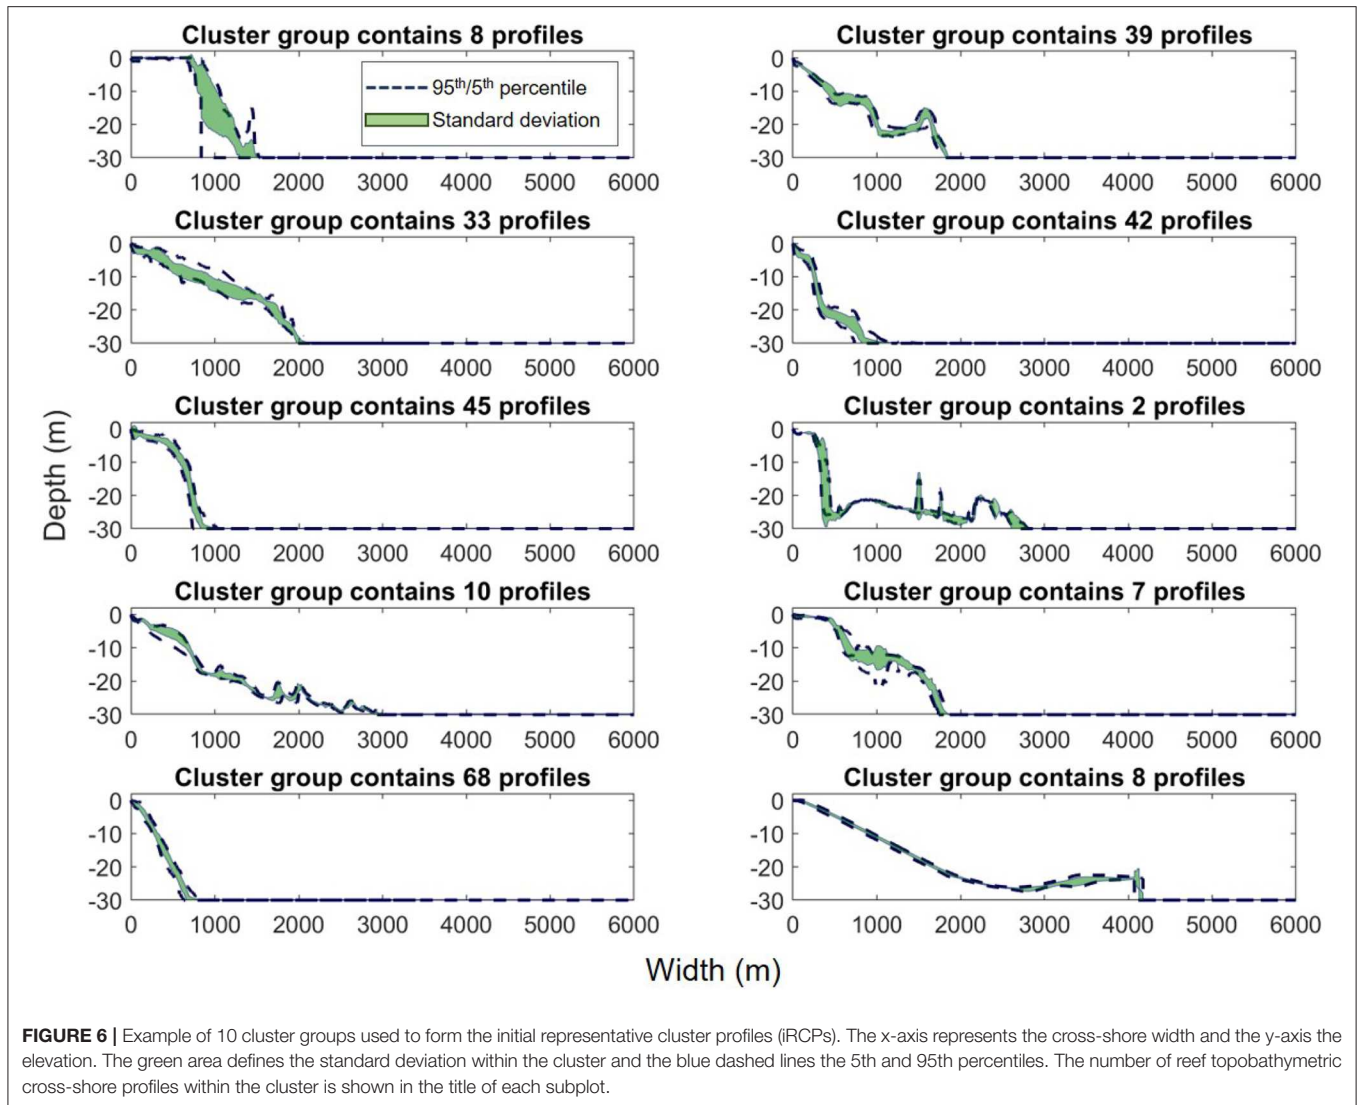 Cluster group contains 8 profiles
0
-10
-20
-30
95th/5th percentile
Standard deviation
0 1000 2000 3000 4000 5000 6000
Cluster group contains 39 profiles
0
-10
-20
-30
0 1000 2000 3000 4000 5000 6000
Cluster group contains 33 profiles
0
-10
-20
-30
0 1000 2000 3000 4000 5000 6000
Cluster group contains 42 profiles
0
-10
-20
-30
0 1000 2000 3000 4000 5000 6000
Depth (m)
Cluster group contains 45 profiles
0
-10
-20
-30
0 1000 2000 3000 4000 5000 6000
Cluster group contains 2 profiles
0
-10
-20
-30
0 1000 2000 3000 4000 5000 6000
Cluster group contains 10 profiles
0
-10
-20
-30
0 1000 2000 3000 4000 5000 6000
Cluster group contains 7 profiles
0
-10
-20
-30
0 1000 2000 3000 4000 5000 6000
Cluster group contains 68 profiles
0
-10
-20
-30
0 1000 2000 3000 4000 5000 6000
Cluster group contains 8 profiles
0
-10
-20
-30
0 1000 2000 3000 4000 5000 6000
Width (m)
FIGURE 6 | Example of 10 cluster groups used to form the initial representative cluster profiles (iRCPs). The x-axis represents the cross-shore width and the y-axis the
elevation. The green area defines the standard deviation within the cluster and the blue dashed lines the 5th and 95th percentiles. The number of reef topobathymetric
cross-shore profiles within the cluster is shown in the title of each subplot.